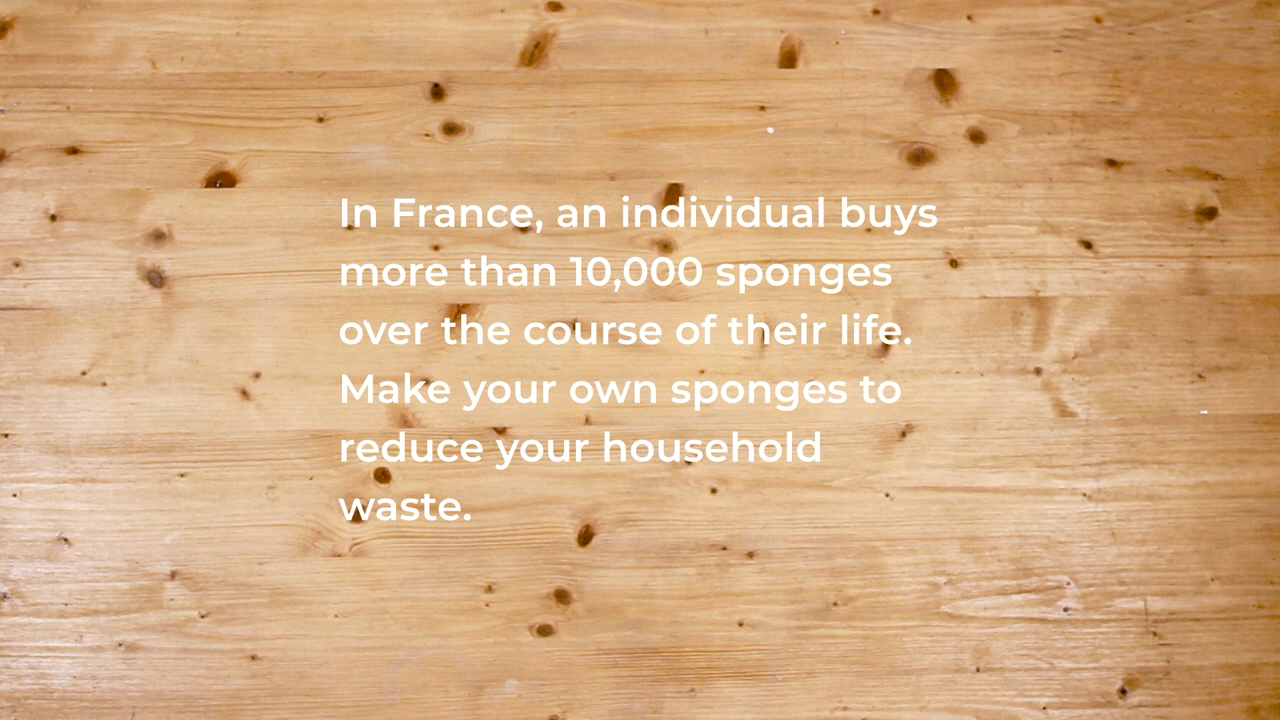 In France, an individual buys
more than 10,000 sponges
over the course of their life.
Make your own sponges to
reduce your household
waste.